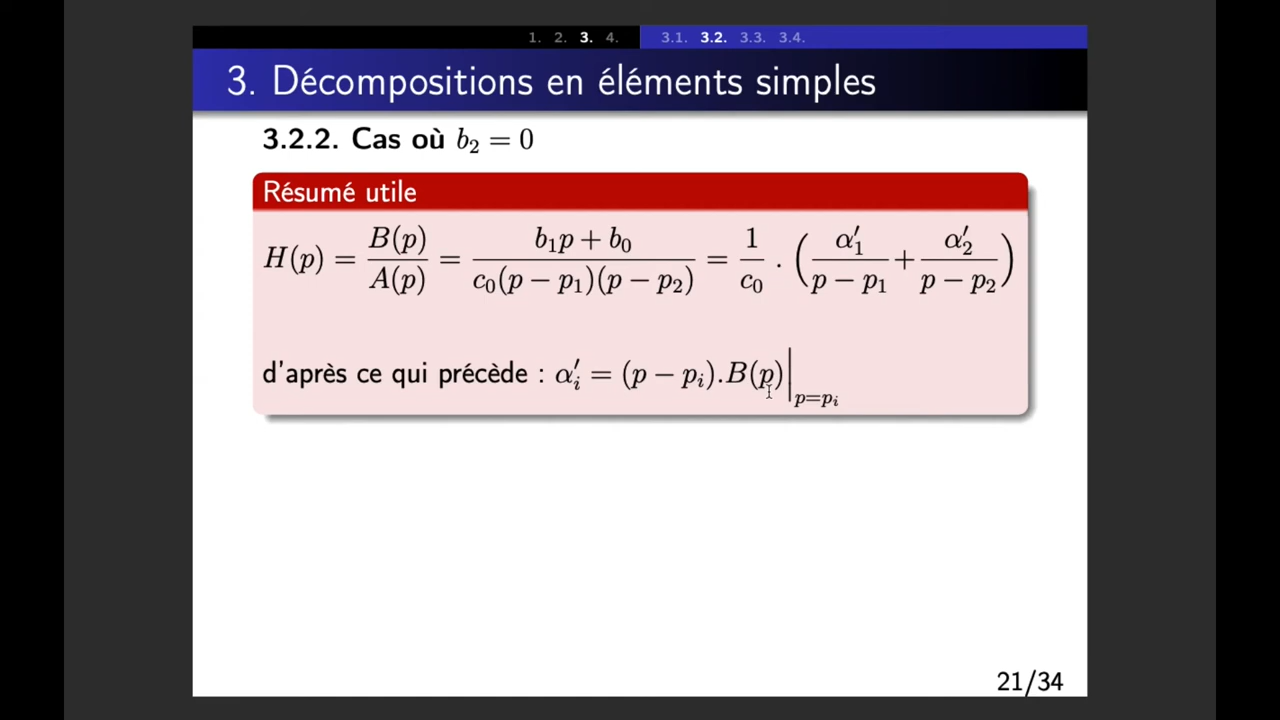 1. 2. 3. 4. 3.1. 3.2. 3.3. 3.4.
3. Décompositions en éléments simples
3.2.2. Cas où b₂ = 0
Résumé utile
H(p) = B(p)/A(p) = (b₁p + b₀)/(c₀(p − p₁)(p − p₂)) = 1/c₀ . (α′₁/(p − p₁) + α′₂/(p − p₂))
d'après ce qui précède : α′ᵢ = (p − pᵢ).B(p)|ₚ₌ₚᵢ
21/34